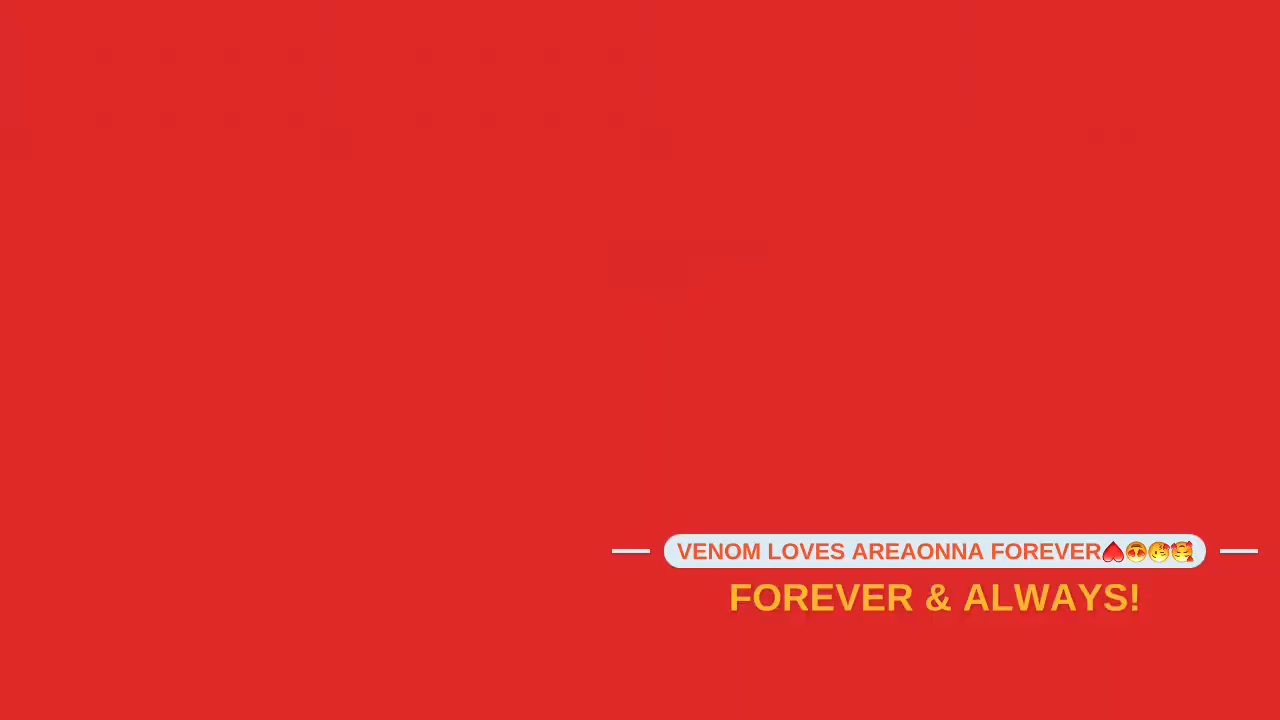 VENOM LOVES AREAONNA FOREVER♥️😍🥳🥰
FOREVER & ALWAYS!